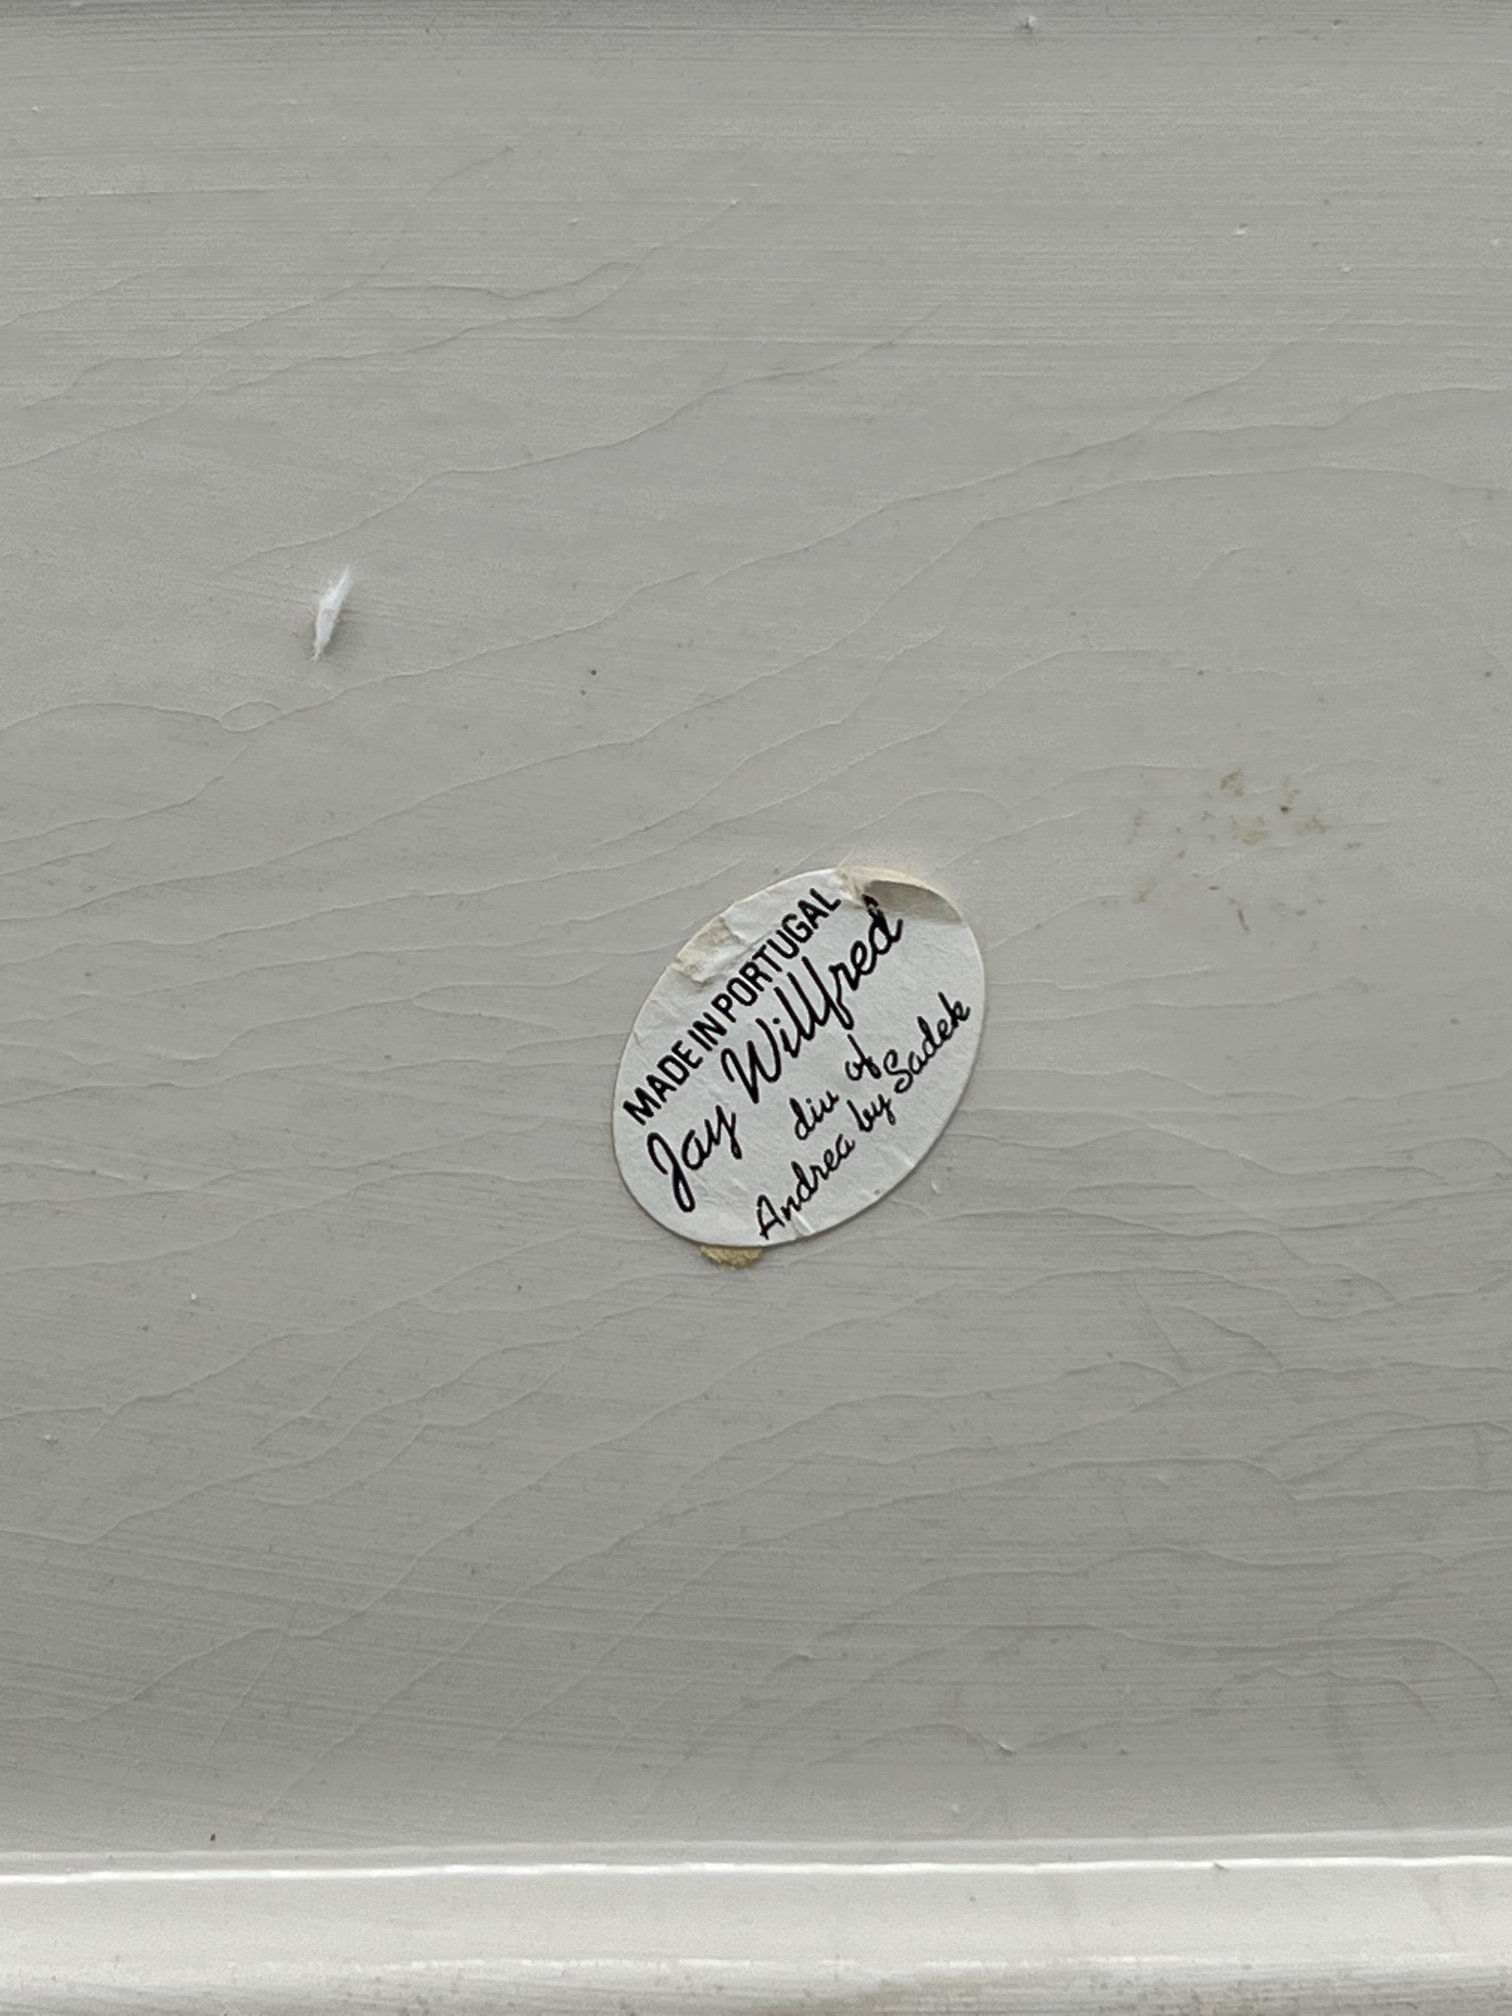 MADE IN PORTUGAL
Jay Willfred
div of
Andrea by Sadek